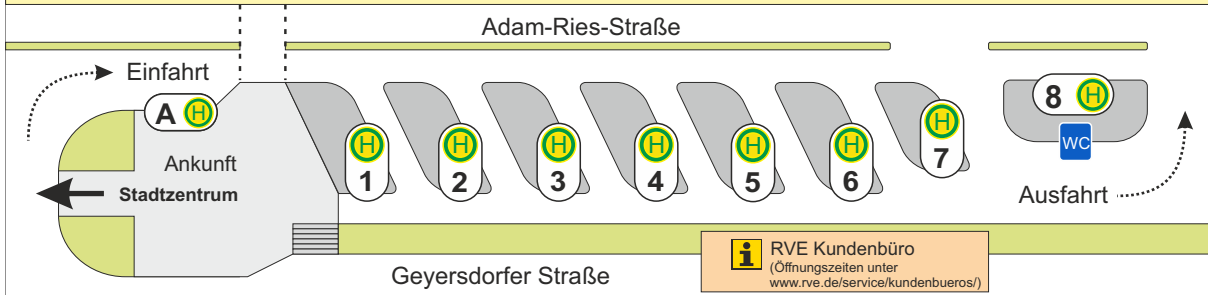 Adam-Ries-Straße
Einfahrt
A H
8 H
WC
Ankunft
Stadtzentrum
H
1
H
2
H
3
H
4
H
5
H
6
H
7
Ausfahrt
Geyersdorfer Straße
i
RVE Kundenbüro
(Öffnungszeiten unter
www.rve.de/service/kundenbueros/)